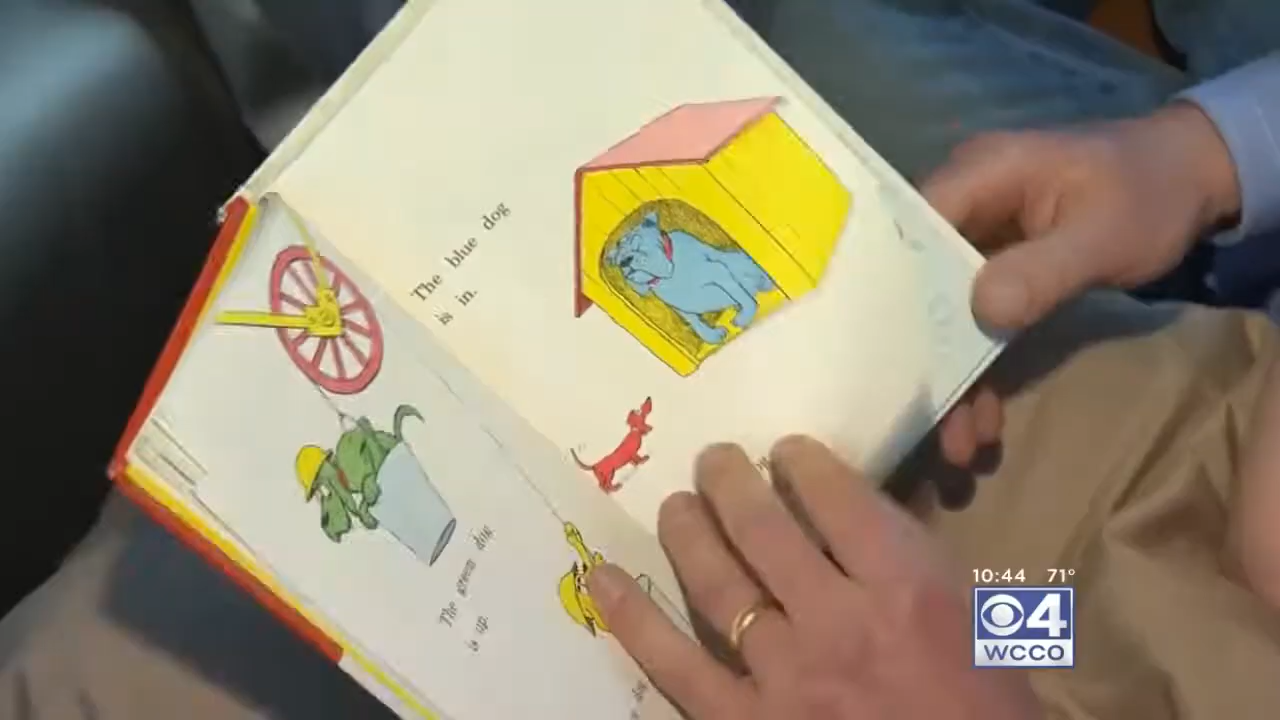 The green dog
is up.
The blue dog
is in.
10:44 71°
4
WCCO